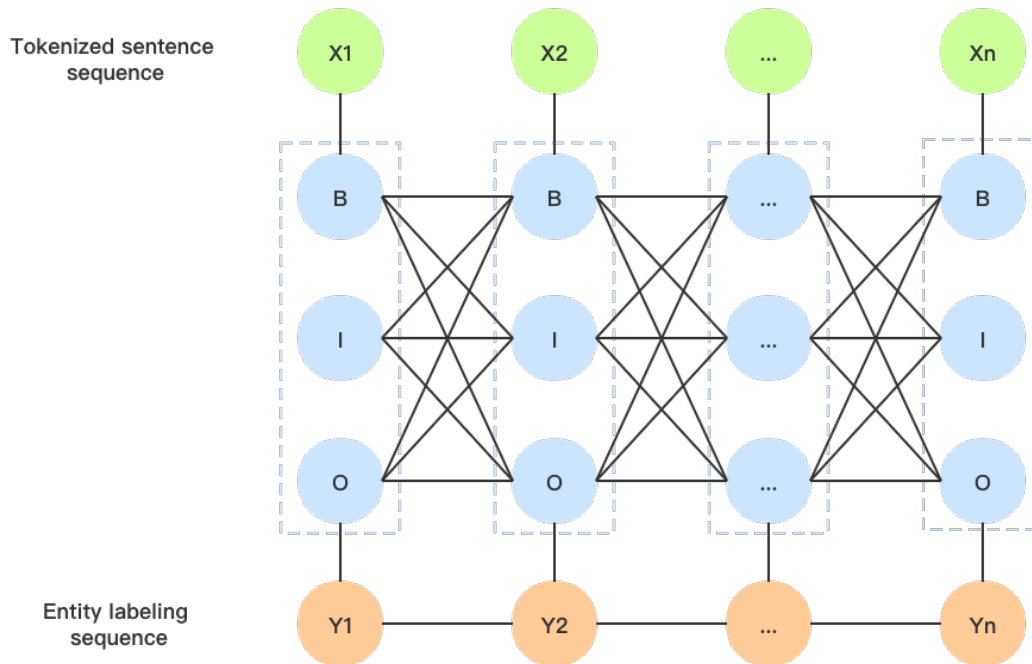 Tokenized sentence
sequence
X1 X2 ... Xn
B B ... B
I I ... I
O O ... O
Entity labeling
sequence
Y1 Y2 ... Yn